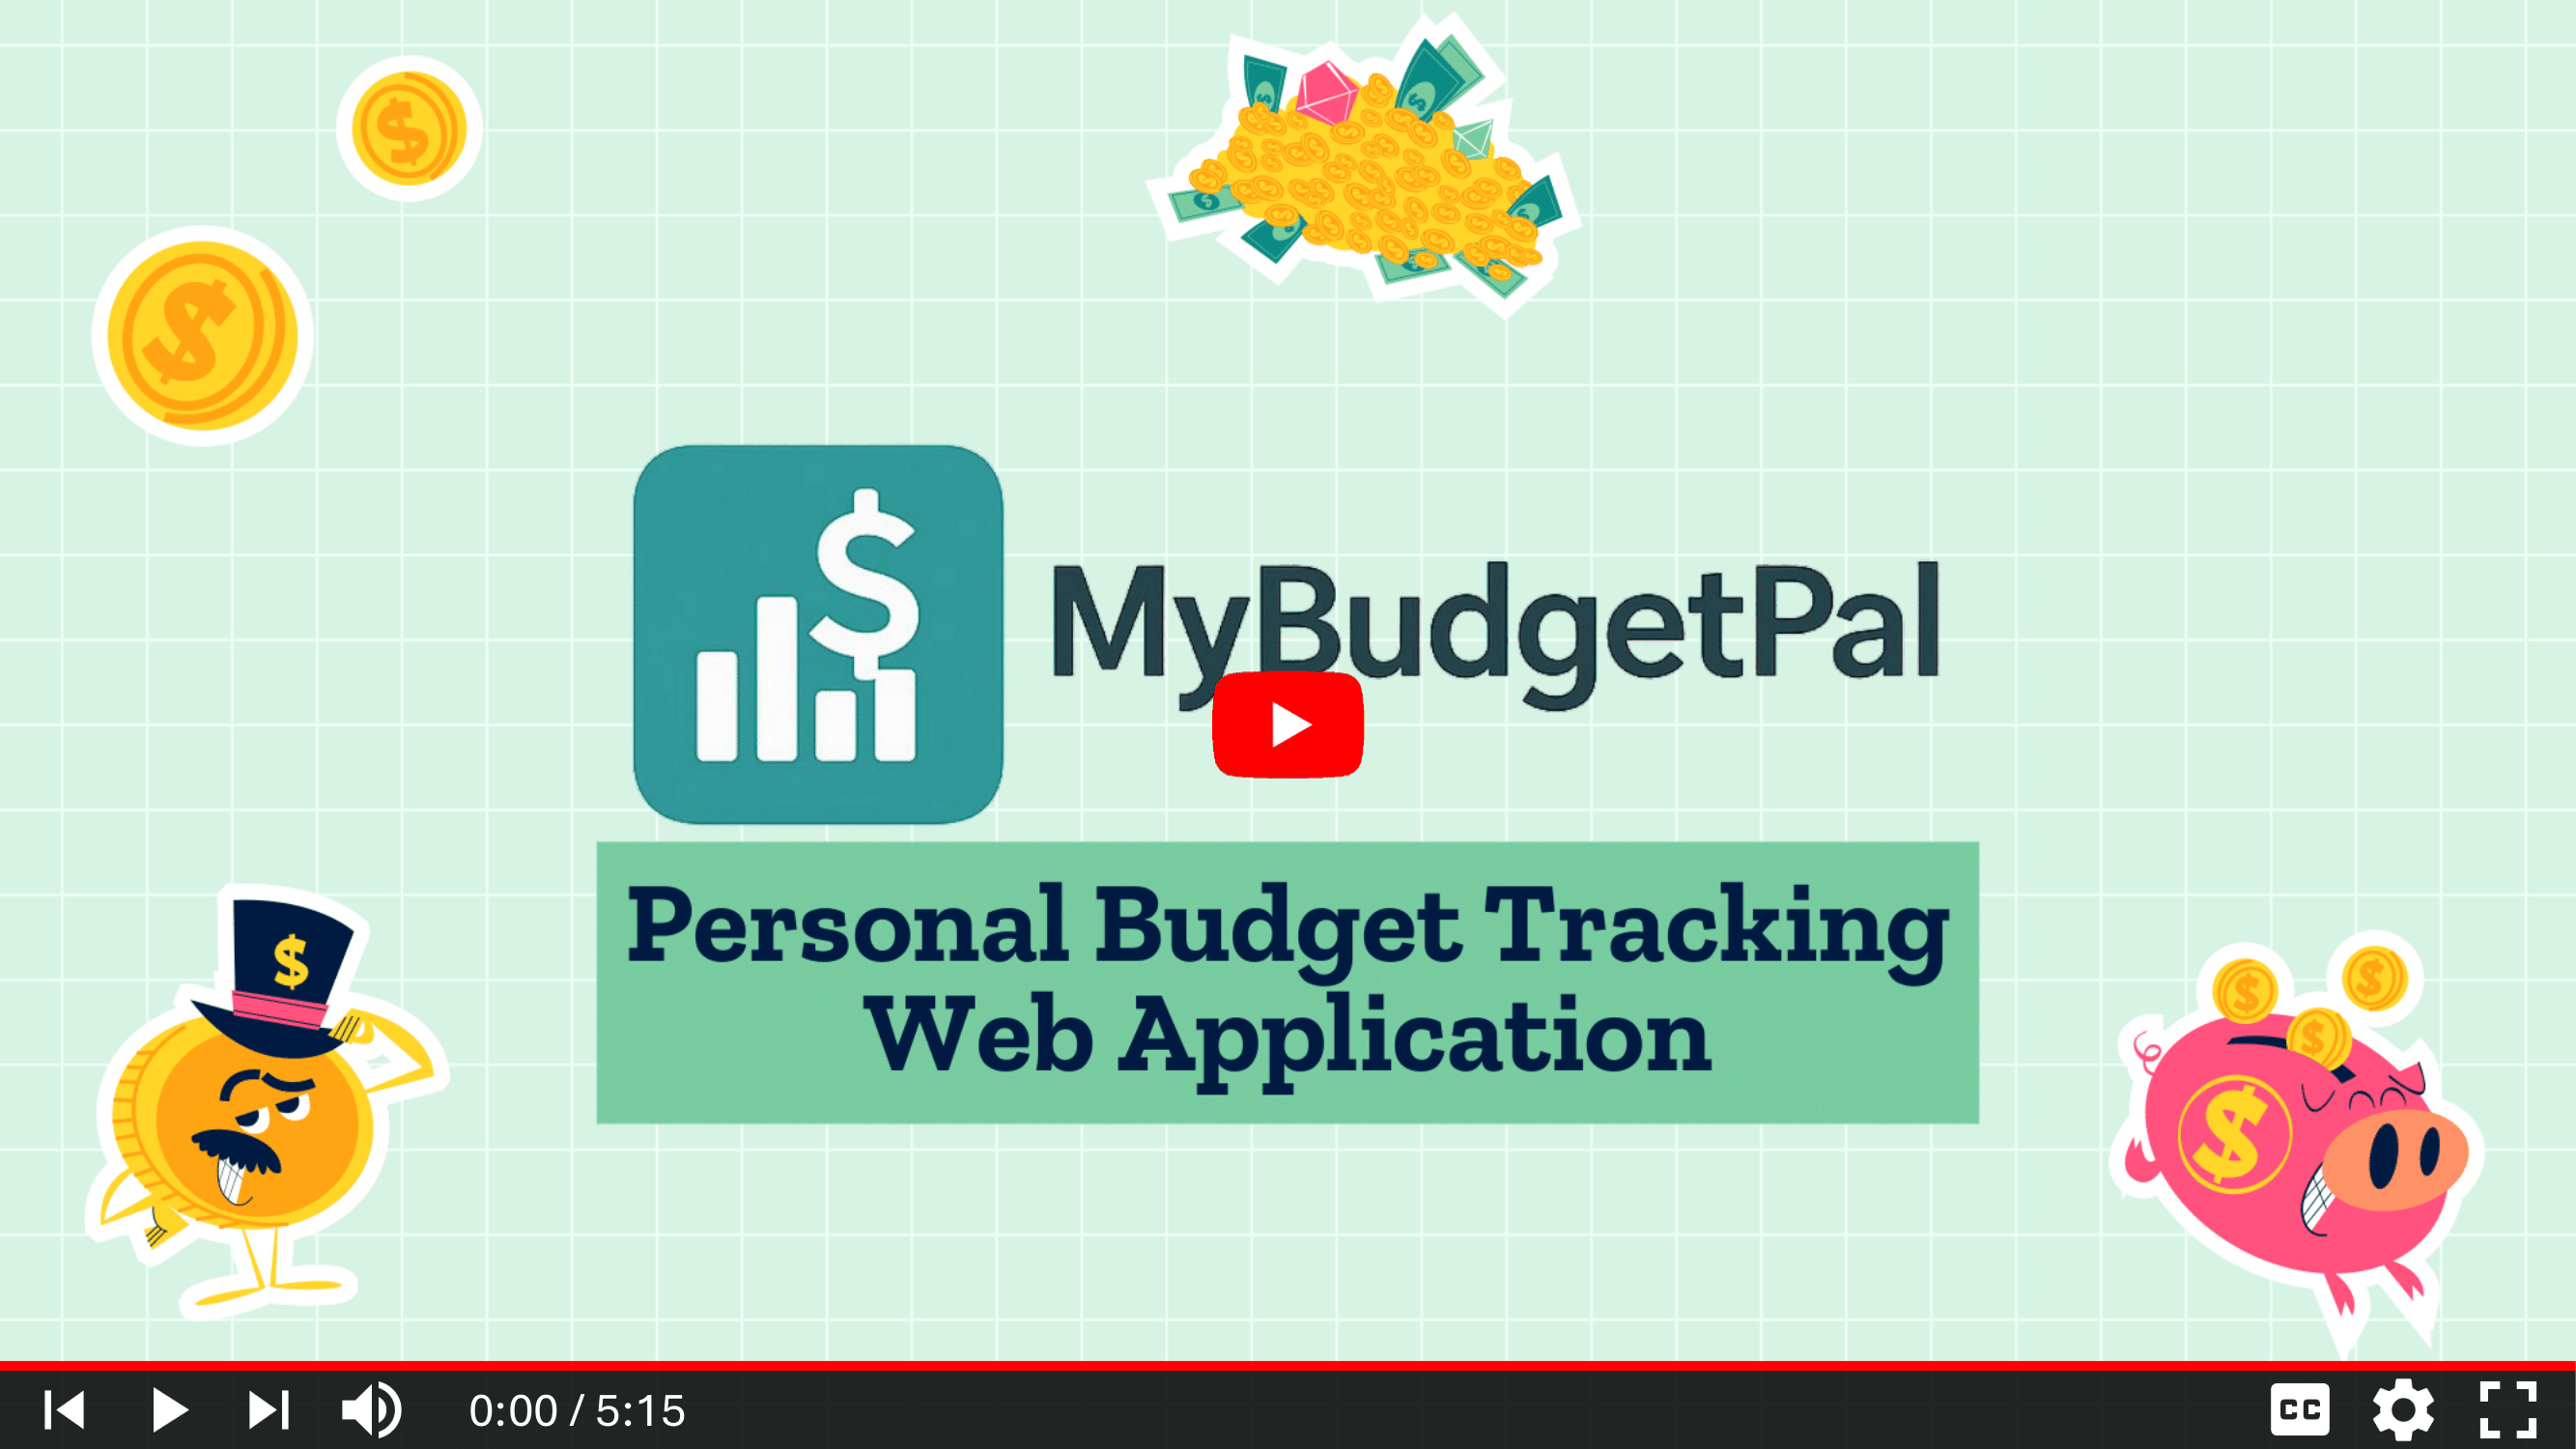 MyBudgetPal
Personal Budget Tracking
Web Application
0:00 / 5:15
CC